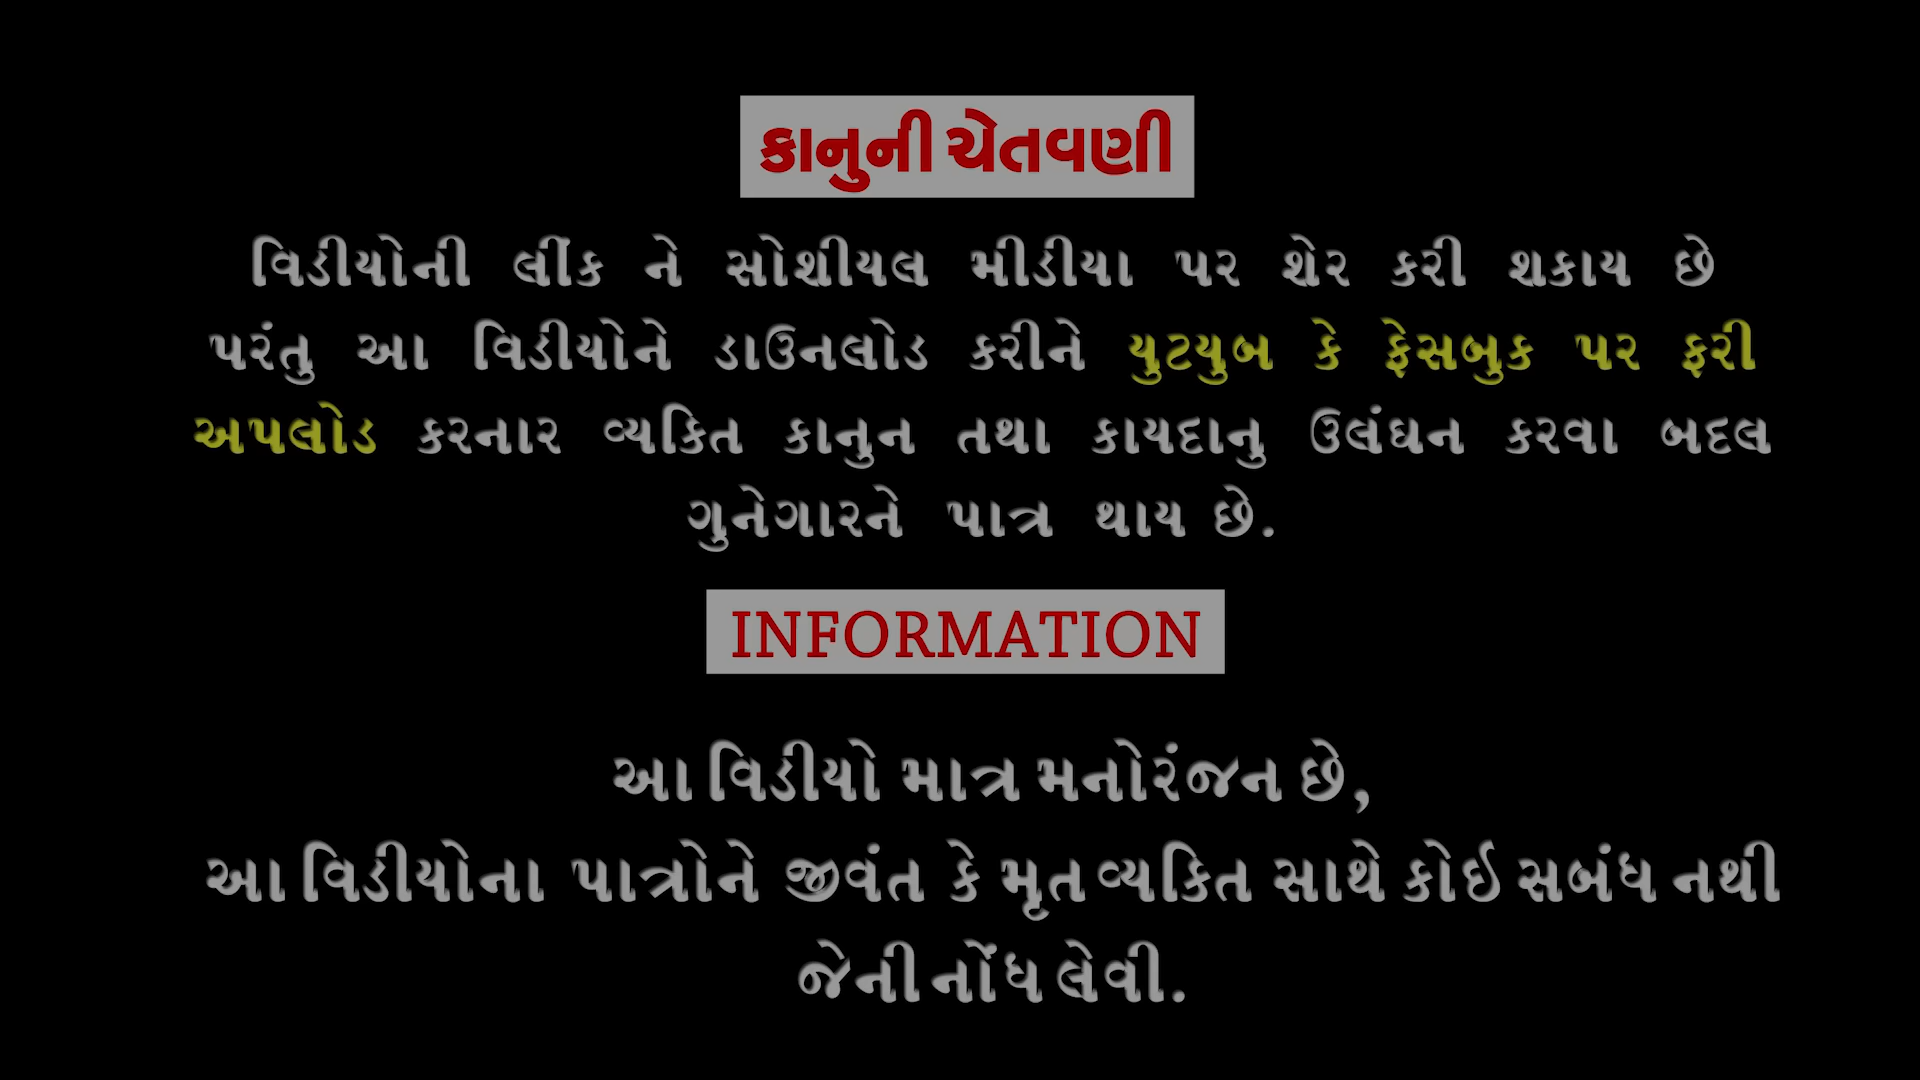 કાનુની ચેતવણી
વિડીયોની લીંક ને સોશીયલ મીડીયા પર શેર કરી શકાય છે
પરંતુ આ વિડીયોને ડાઉનલોડ કરીને યુટયુબ કે ફેસબુક પર ફરી
અપલોડ કરનાર વ્યકિત કાનુન તથા કાયદાનુ ઉલંઘન કરવા બદલ
ગુનેગારને પાત્ર થાય છે.
INFORMATION
આ વિડીયો માત્ર મનોરંજન છે,
આ વિડીયોના પાત્રોને જીવંત કે મૃત વ્યકિત સાથે કોઈ સબંધ નથી
જેની નોંધ લેવી.